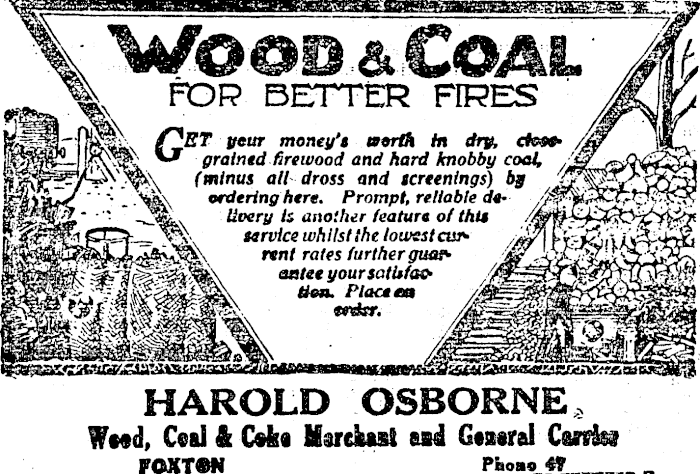 WOOD & COAL
FOR BETTER FIRES
GET your money's worth in dry, close-
grained firewood and hard knobby coal,
(minus all dross and screenings) by
ordering here. Prompt, reliable de-
livery is another feature of this
service whilst the lowest cur-
rent rates further guar-
antee your satisfac-
tion. Place an
order.
HAROLD OSBORNE
Wood, Coal & Coke Merchant and General Carrier
FOXTON
Phone 47